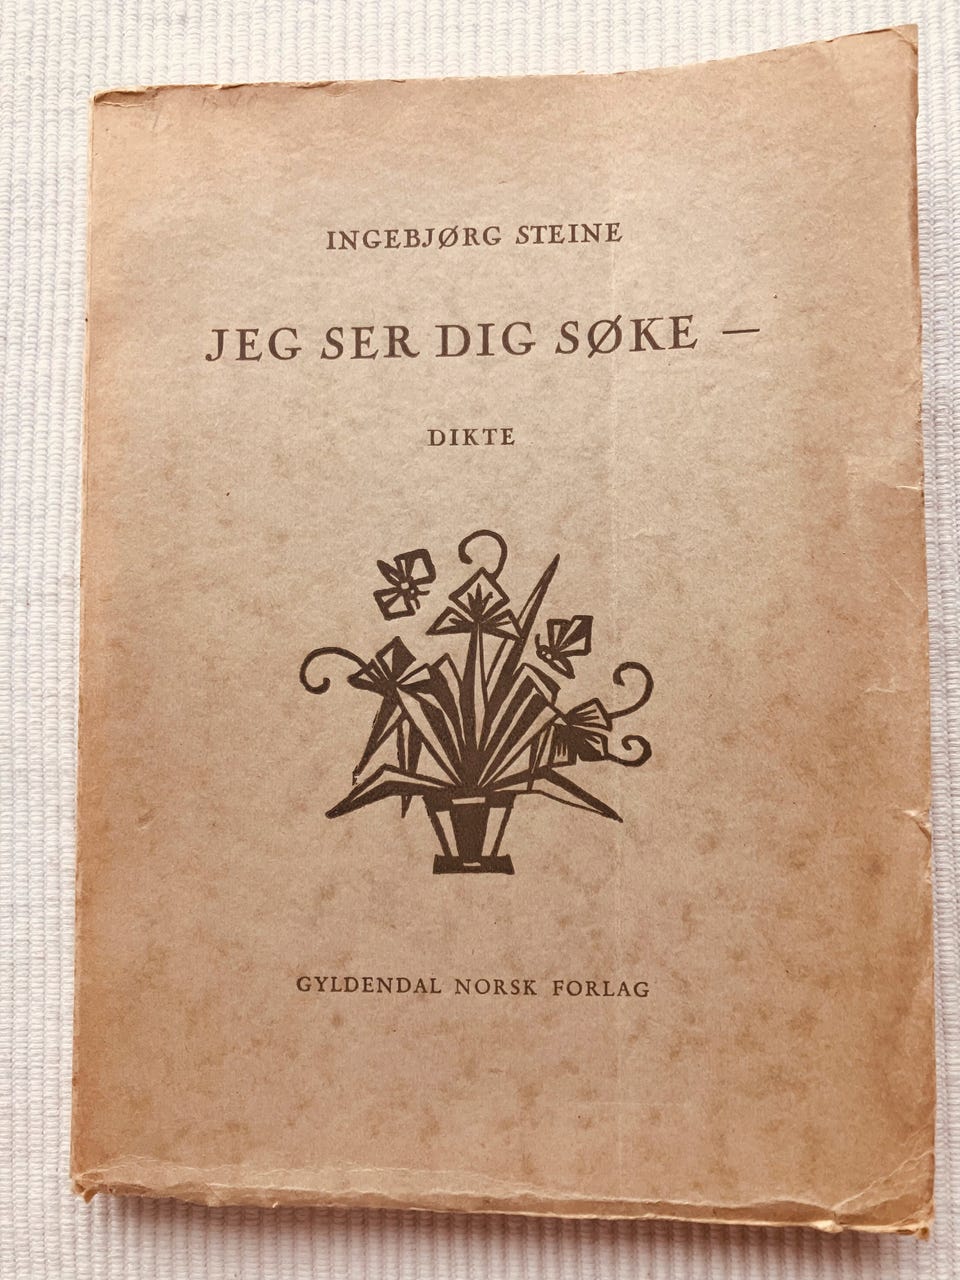 INGEBJØRG STEINE
JEG SER DIG SØKE —
DIKTE
GYLDENDAL NORSK FORLAG